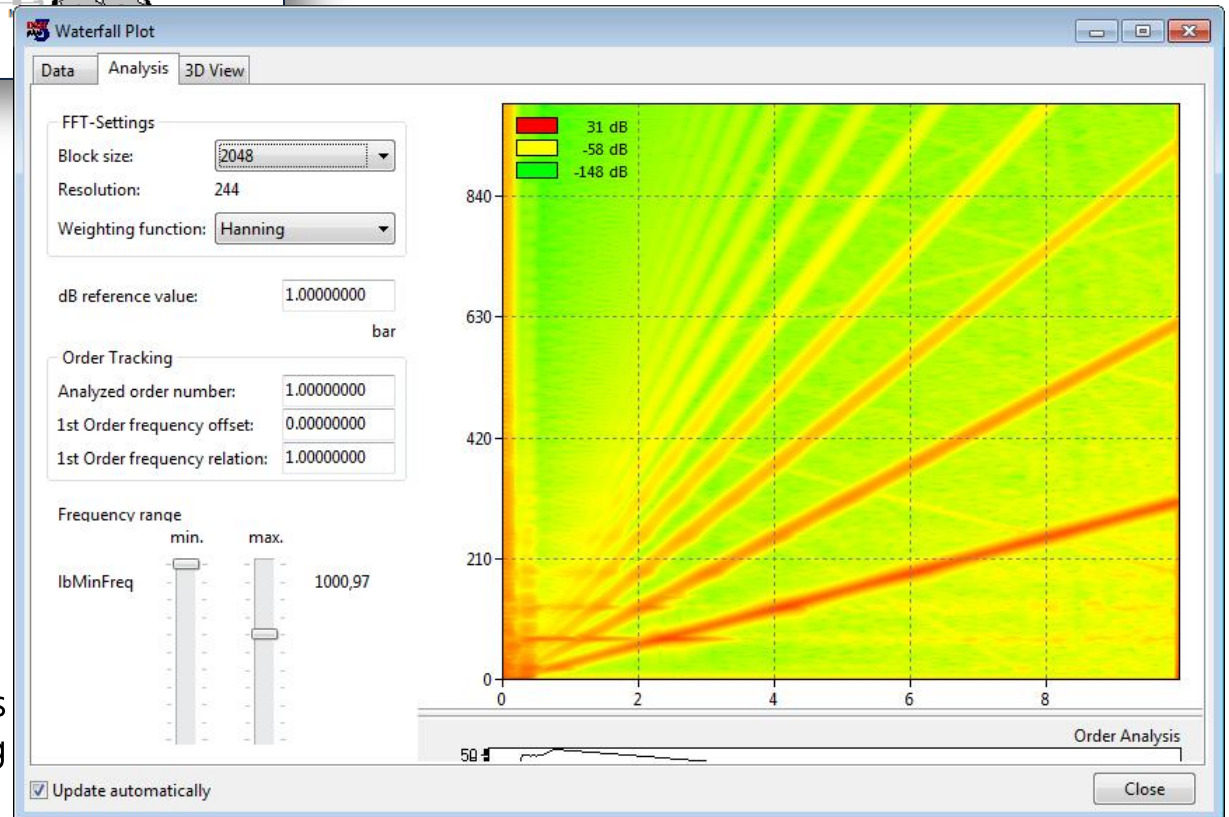 Waterfall Plot
Data Analysis 3D View
FFT-Settings
Block size: 2048
Resolution: 244
Weighting function: Hanning
dB reference value: 1.00000000
bar
Order Tracking
Analyzed order number: 1.00000000
1st Order frequency offset: 0.00000000
1st Order frequency relation: 1.00000000
Frequency range
min. max.
lbMinFreq 1000,97
31 dB
-58 dB
-148 dB
840
630
420
210
0
0 2 4 6 8
Order Analysis
50
Update automatically
Close